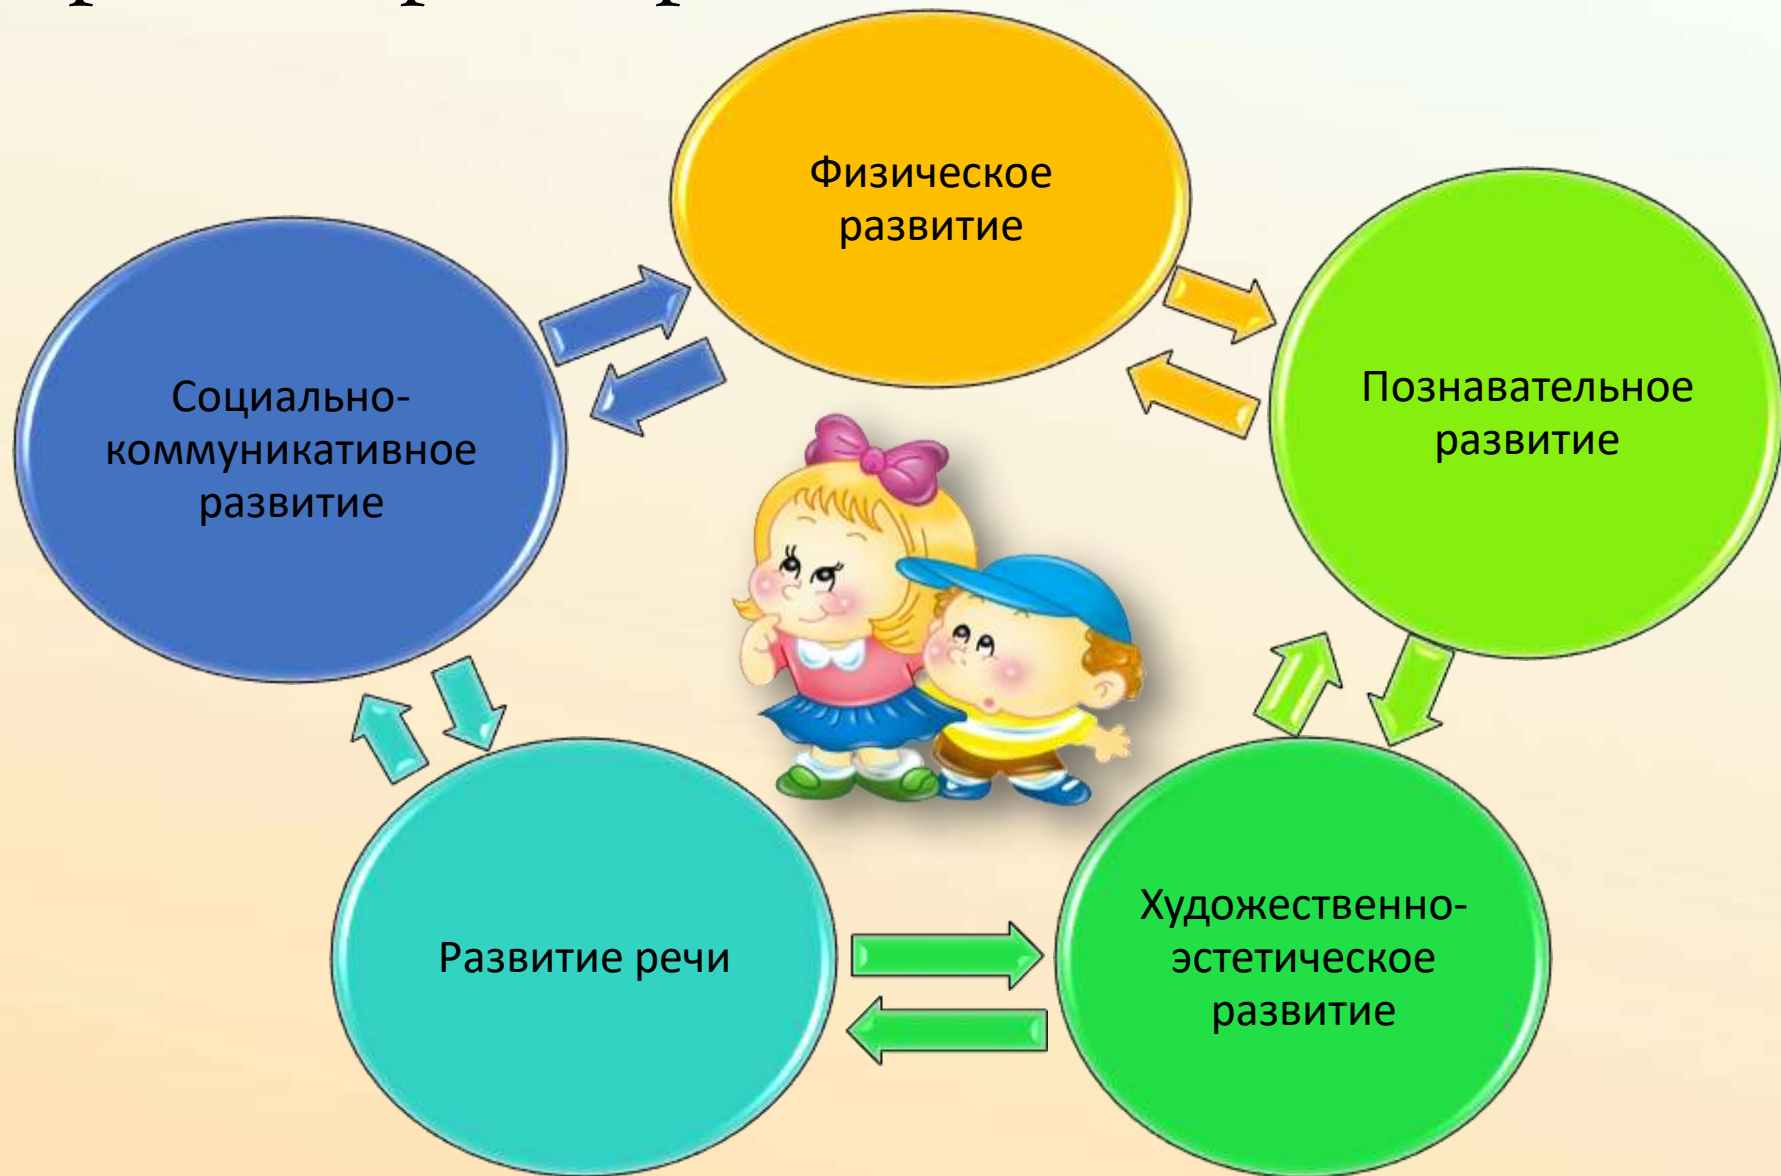 Физическое
развитие
Познавательное
развитие
Социально-
коммуникативное
развитие
Развитие речи
Художественно-
эстетическое
развитие